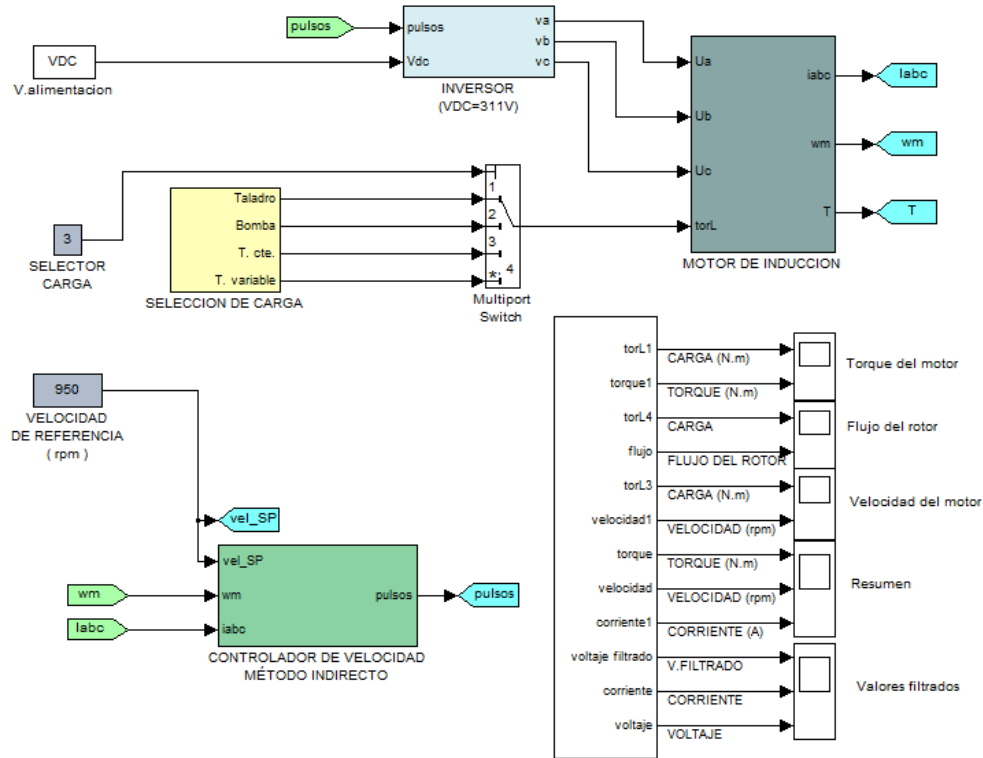 pulsos
VDC
V.alimentacion
pulsos
Vdc
va
vb
vc
INVERSOR
(VDC=311V)
Ua
Ub
Uc
torL
iabc
wm
T
MOTOR DE INDUCCION
Iabc
wm
T
3
SELECTOR
CARGA
Taladro
Bomba
T. cte.
T. variable
SELECCION DE CARGA
1
2
3
*, 4
Multiport
Switch
950
VELOCIDAD
DE REFERENCIA
( rpm )
vel_SP
wm
Iabc
vel_SP
wm
iabc
pulsos
CONTROLADOR DE VELOCIDAD
MÉTODO INDIRECTO
pulsos
torL1
CARGA (N.m)
torque1
TORQUE (N.m)
Torque del motor
torL4
CARGA
flujo
FLUJO DEL ROTOR
Flujo del rotor
torL3
CARGA (N.m)
velocidad1
VELOCIDAD (rpm)
Velocidad del motor
torque
TORQUE (N.m)
velocidad
VELOCIDAD (rpm)
corriente1
CORRIENTE (A)
Resumen
voltaje filtrado
V.FILTRADO
corriente
CORRIENTE
voltaje
VOLTAJE
Valores filtrados